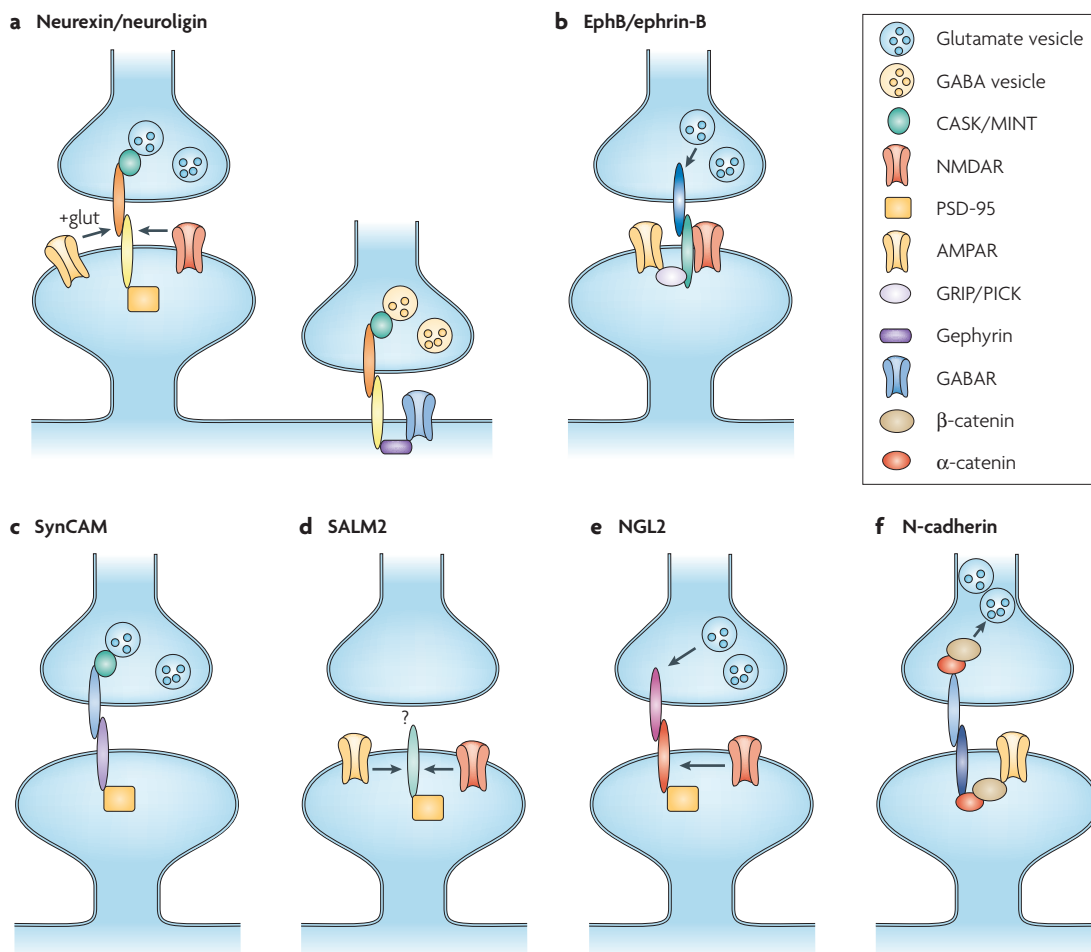 a Neurexin/neuroligin
+glut
b EphB/ephrin-B
Glutamate vesicle
GABA vesicle
CASK/MINT
NMDAR
PSD-95
AMPAR
GRIP/PICK
Gephyrin
GABAR
β-catenin
α-catenin
c SynCAM
d SALM2
?
e NGL2
f N-cadherin